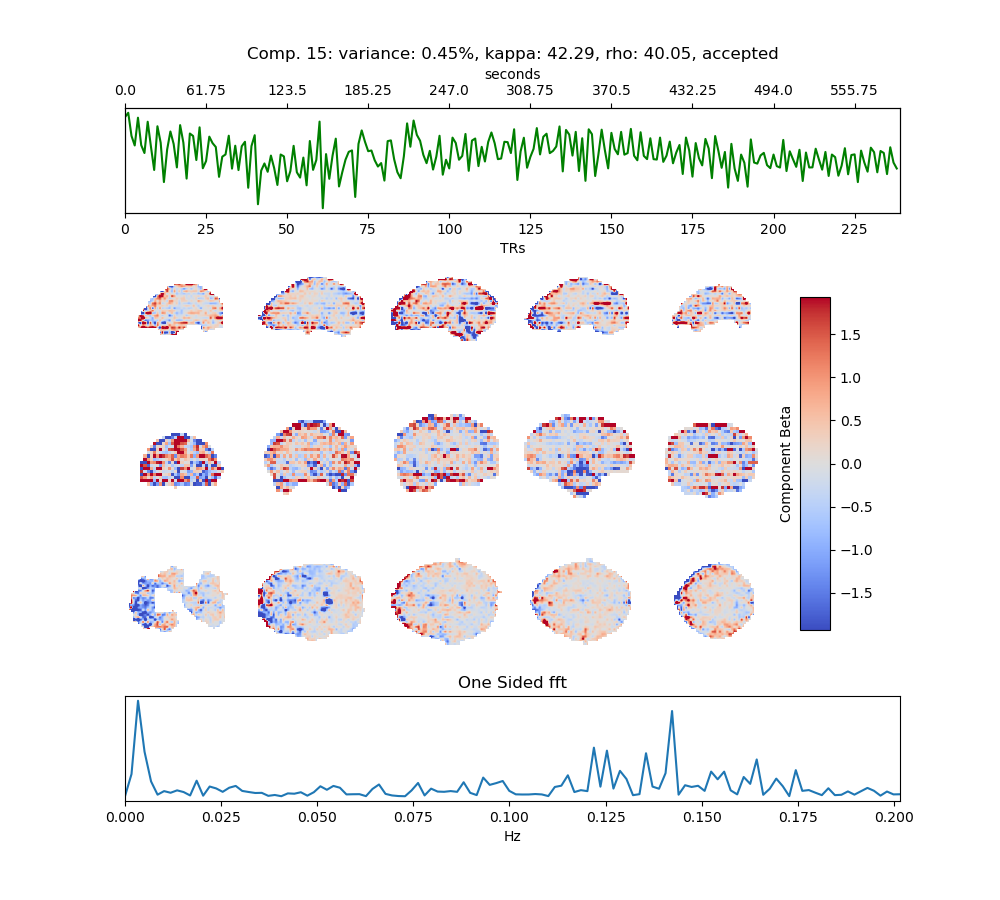 Comp. 15: variance: 0.45%, kappa: 42.29, rho: 40.05, accepted
seconds
0.0 61.75 123.5 185.25 247.0 308.75 370.5 432.25 494.0 555.75
0 25 50 75 100 125 150 175 200 225
TRs
1.5
1.0
0.5
0.0
−0.5
−1.0
−1.5
Component Beta
One Sided fft
0.000 0.025 0.050 0.075 0.100 0.125 0.150 0.175 0.200
Hz